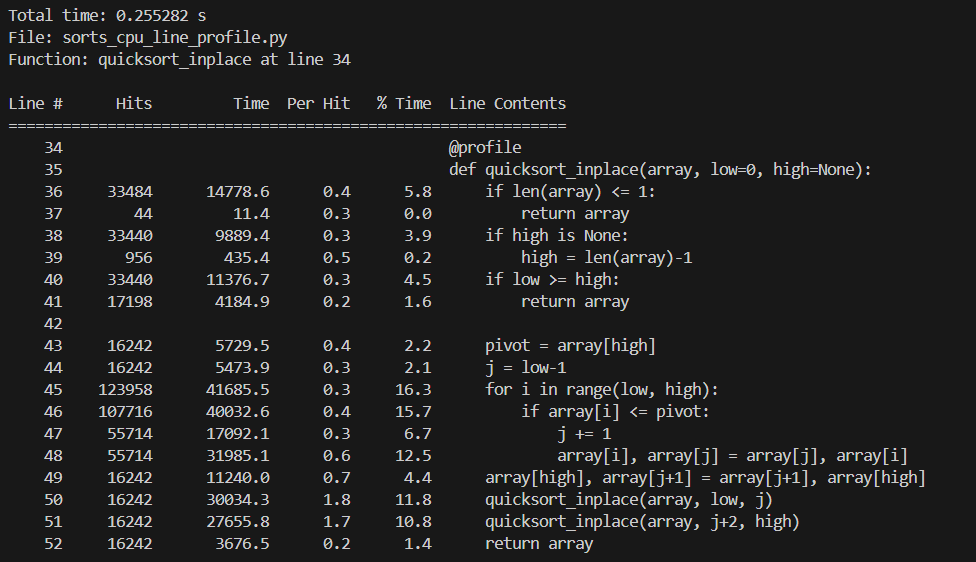 Total time: 0.255282 s
File: sorts_cpu_line_profile.py
Function: quicksort_inplace at line 34

Line #      Hits         Time  Per Hit   % Time  Line Contents
==============================================================
    34                                           @profile
    35                                           def quicksort_inplace(array, low=0, high=None):
    36     33484      14778.6      0.4      5.8      if len(array) <= 1:
    37        44         11.4      0.3      0.0          return array
    38     33440       9889.4      0.3      3.9      if high is None:
    39       956        435.4      0.5      0.2          high = len(array)-1
    40     33440      11376.7      0.3      4.5      if low >= high:
    41     17198       4184.9      0.2      1.6          return array
    42
    43     16242       5729.5      0.4      2.2      pivot = array[high]
    44     16242       5473.9      0.3      2.1      j = low-1
    45    123958      41685.5      0.3     16.3      for i in range(low, high):
    46    107716      40032.6      0.4     15.7          if array[i] <= pivot:
    47     55714      17092.1      0.3      6.7              j += 1
    48     55714      31985.1      0.6     12.5              array[i], array[j] = array[j], array[i]
    49     16242      11240.0      0.7      4.4      array[high], array[j+1] = array[j+1], array[high]
    50     16242      30034.3      1.8     11.8      quicksort_inplace(array, low, j)
    51     16242      27655.8      1.7     10.8      quicksort_inplace(array, j+2, high)
    52     16242       3676.5      0.2      1.4      return array